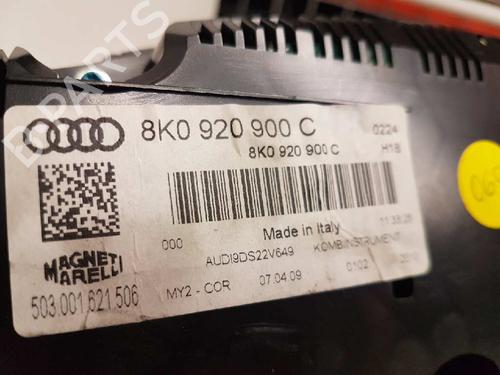 B-PARTS
8K0 920 900 C 0224
8K0 920 900 C H18
Made in Italy
000 AUDI9DS22V649 KOMBIINSTRUMENT
MAGNETI
MARELLI
503.001.621.506 MY2-COR 07.04.09 0102